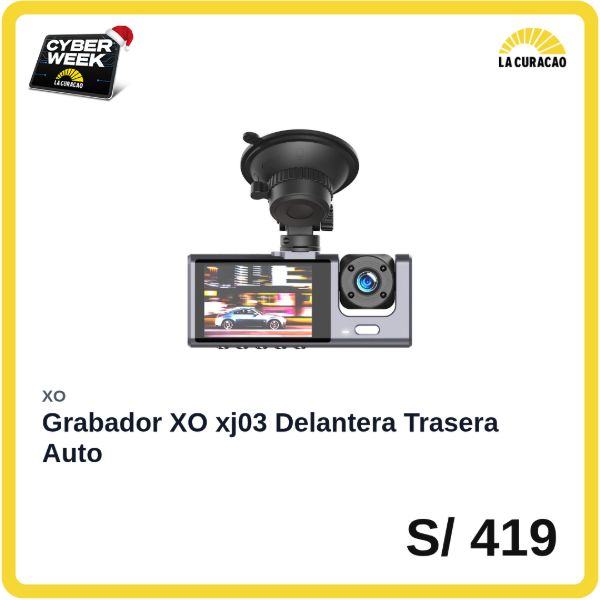 CYBER
WEEK
LA CURACAO
LA CURACAO
XO
Grabador XO xj03 Delantera Trasera
Auto
S/ 419